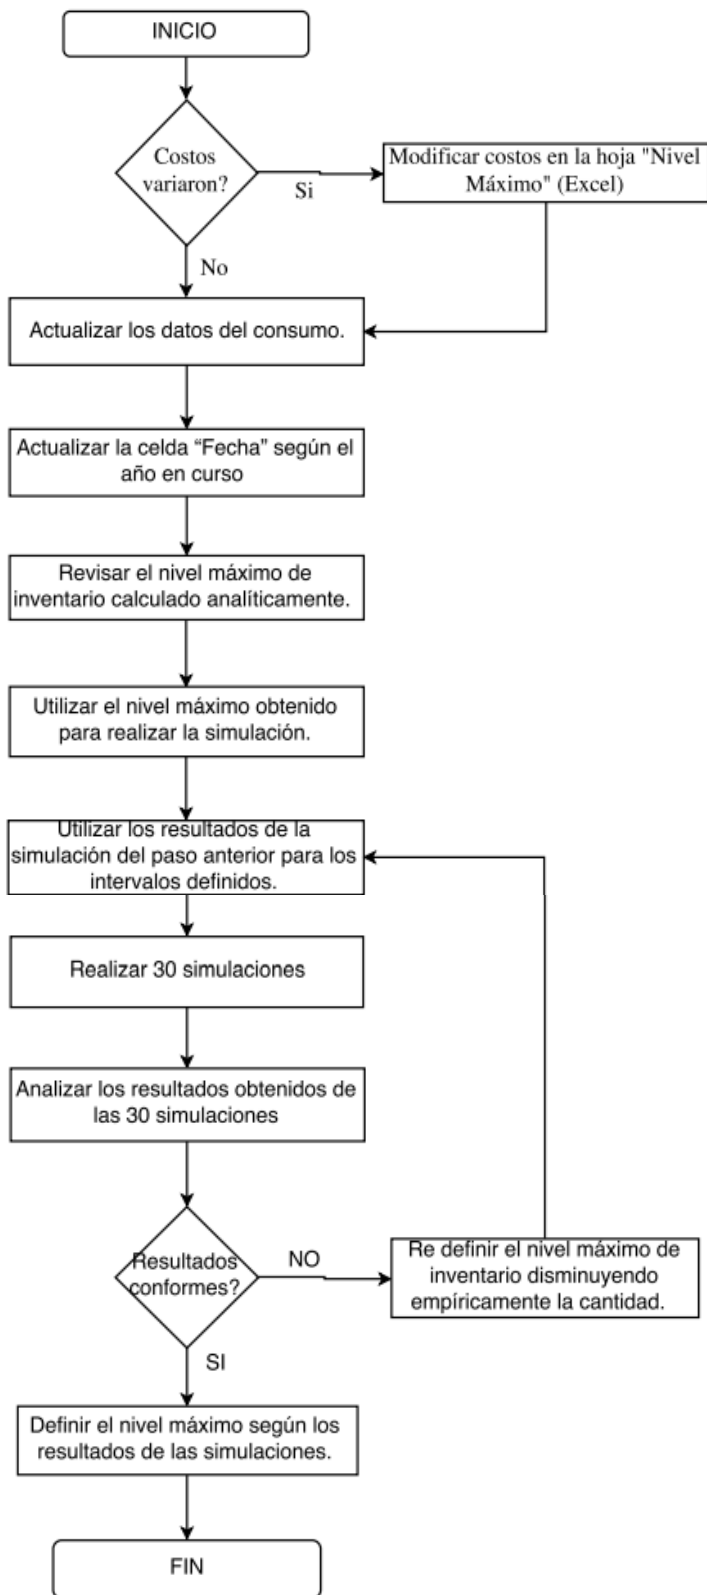 INICIO
Costos
variaron?
Si
Modificar costos en la hoja "Nivel
Máximo" (Excel)
No
Actualizar los datos del consumo.
Actualizar la celda “Fecha” según el
año en curso
Revisar el nivel máximo de
inventario calculado analíticamente.
Utilizar el nivel máximo obtenido
para realizar la simulación.
Utilizar los resultados de la
simulación del paso anterior para los
intervalos definidos.
Realizar 30 simulaciones
Analizar los resultados obtenidos de
las 30 simulaciones
Resultados
conformes?
NO
Re definir el nivel máximo de
inventario disminuyendo
empíricamente la cantidad.
SI
Definir el nivel máximo según los
resultados de las simulaciones.
FIN